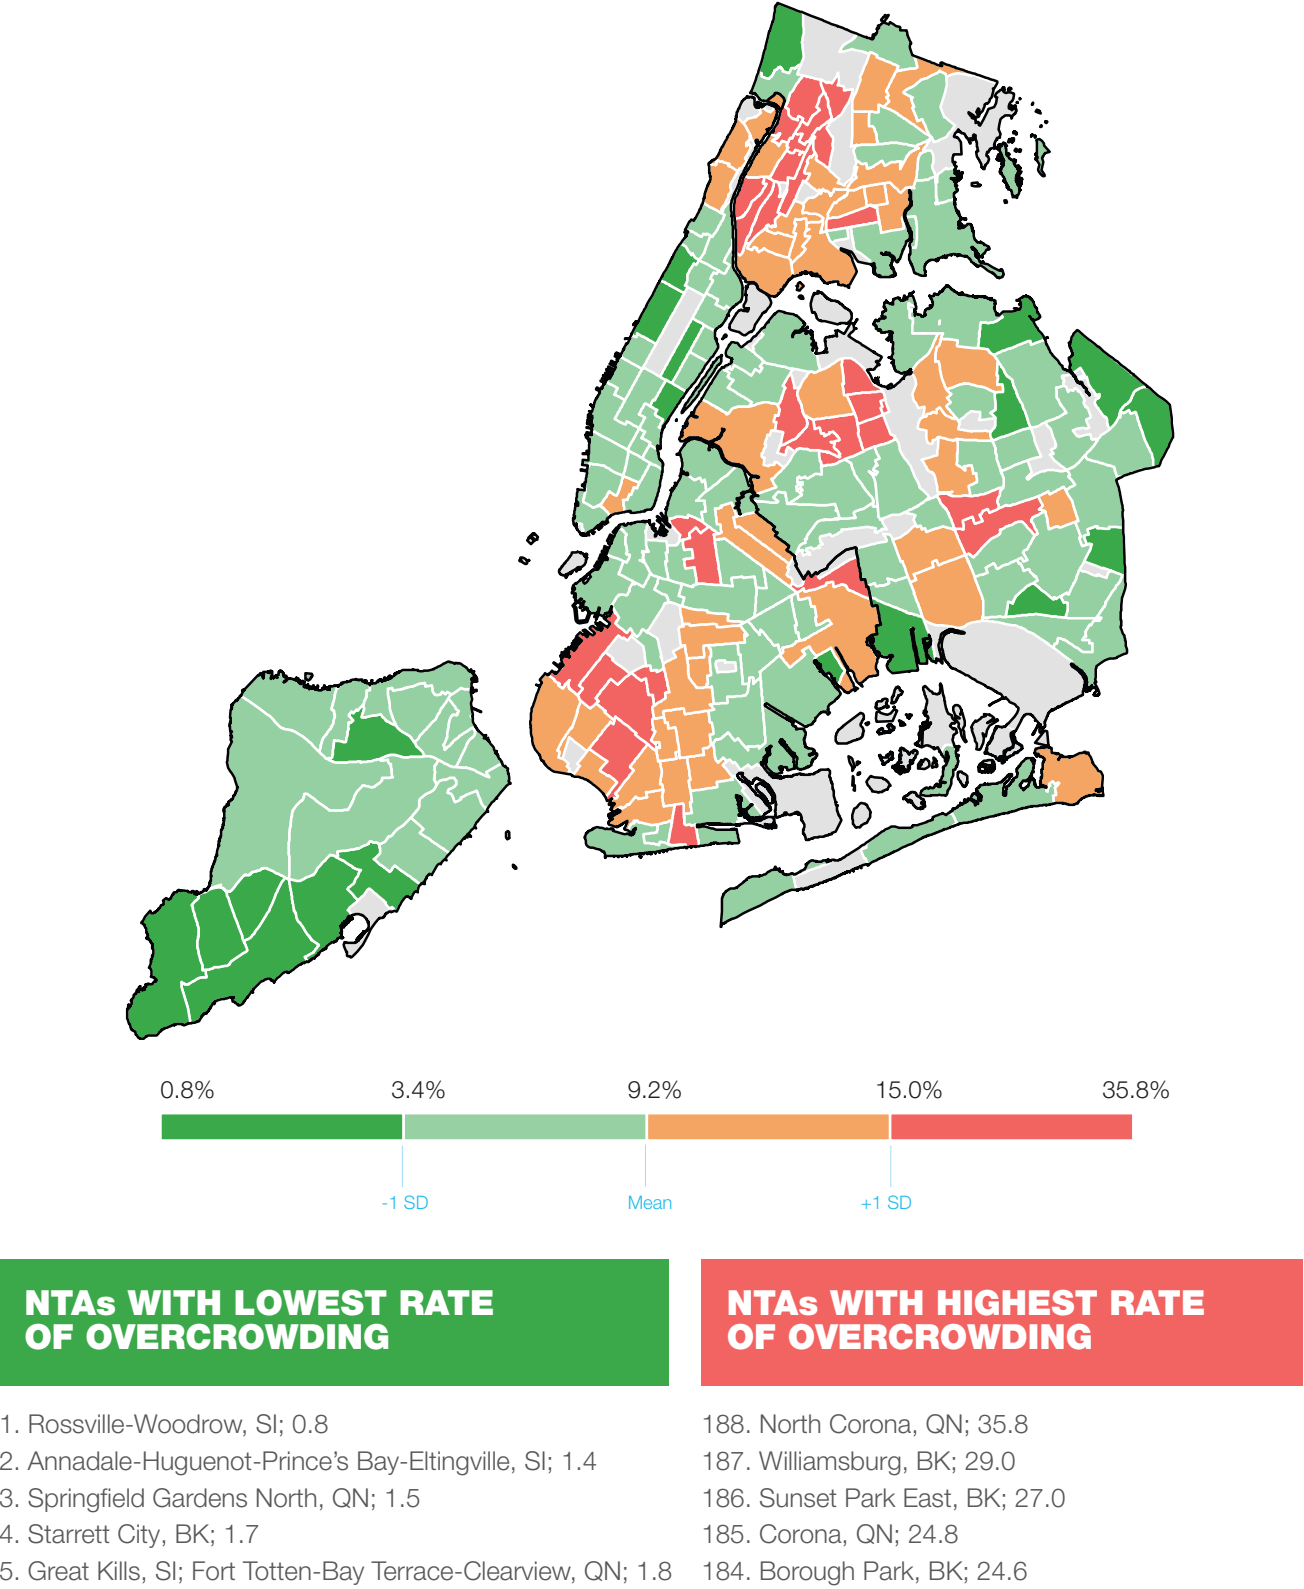 0.8% 3.4% 9.2% 15.0% 35.8%
-1 SD Mean +1 SD
NTAs WITH LOWEST RATE
OF OVERCROWDING
1. Rossville-Woodrow, SI; 0.8
2. Annadale-Huguenot-Prince’s Bay-Eltingville, SI; 1.4
3. Springfield Gardens North, QN; 1.5
4. Starrett City, BK; 1.7
5. Great Kills, SI; Fort Totten-Bay Terrace-Clearview, QN; 1.8
NTAs WITH HIGHEST RATE
OF OVERCROWDING
188. North Corona, QN; 35.8
187. Williamsburg, BK; 29.0
186. Sunset Park East, BK; 27.0
185. Corona, QN; 24.8
184. Borough Park, BK; 24.6